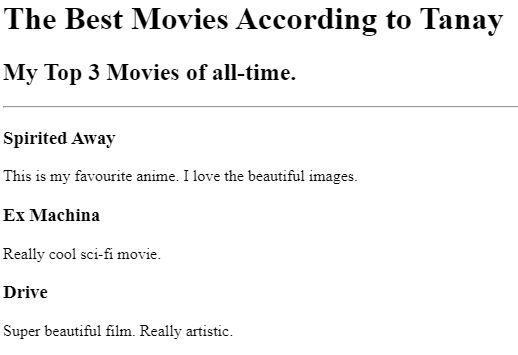 The Best Movies According to Tanay
My Top 3 Movies of all-time.
Spirited Away
This is my favourite anime. I love the beautiful images.
Ex Machina
Really cool sci-fi movie.
Drive
Super beautiful film. Really artistic.